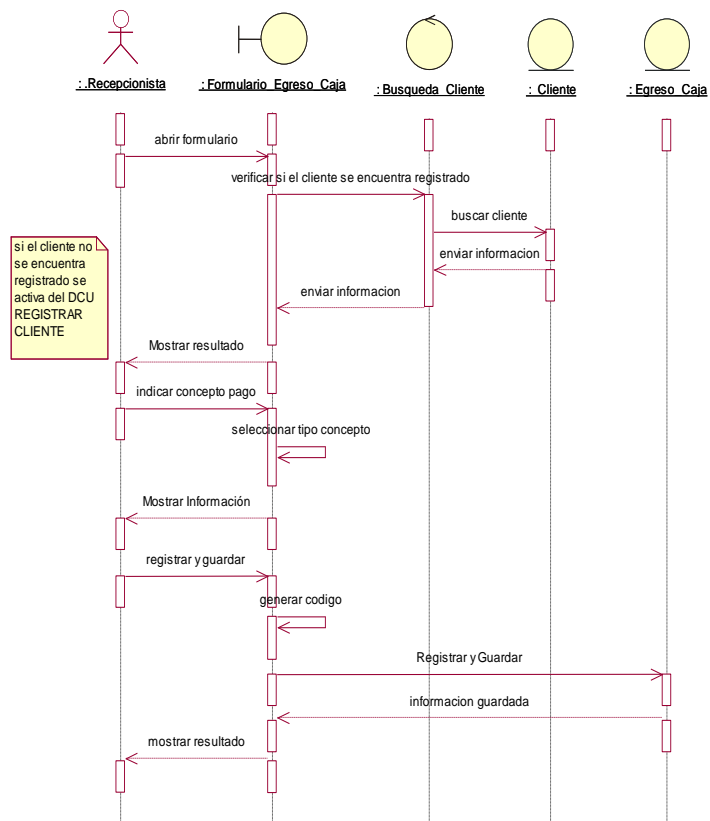 : .Recepcionista
: Formulario_Egreso_Caja
: Busqueda_Cliente
: Cliente
: Egreso_Caja
abrir formulario
verificar si el cliente se encuentra registrado
buscar cliente
si el cliente no
se encuentra
registrado se
activa del DCU
REGISTRAR
CLIENTE
enviar informacion
enviar informacion
Mostrar resultado
indicar concepto pago
seleccionar tipo concepto
Mostrar Información
registrar y guardar
generar codigo
Registrar y Guardar
informacion guardada
mostrar resultado